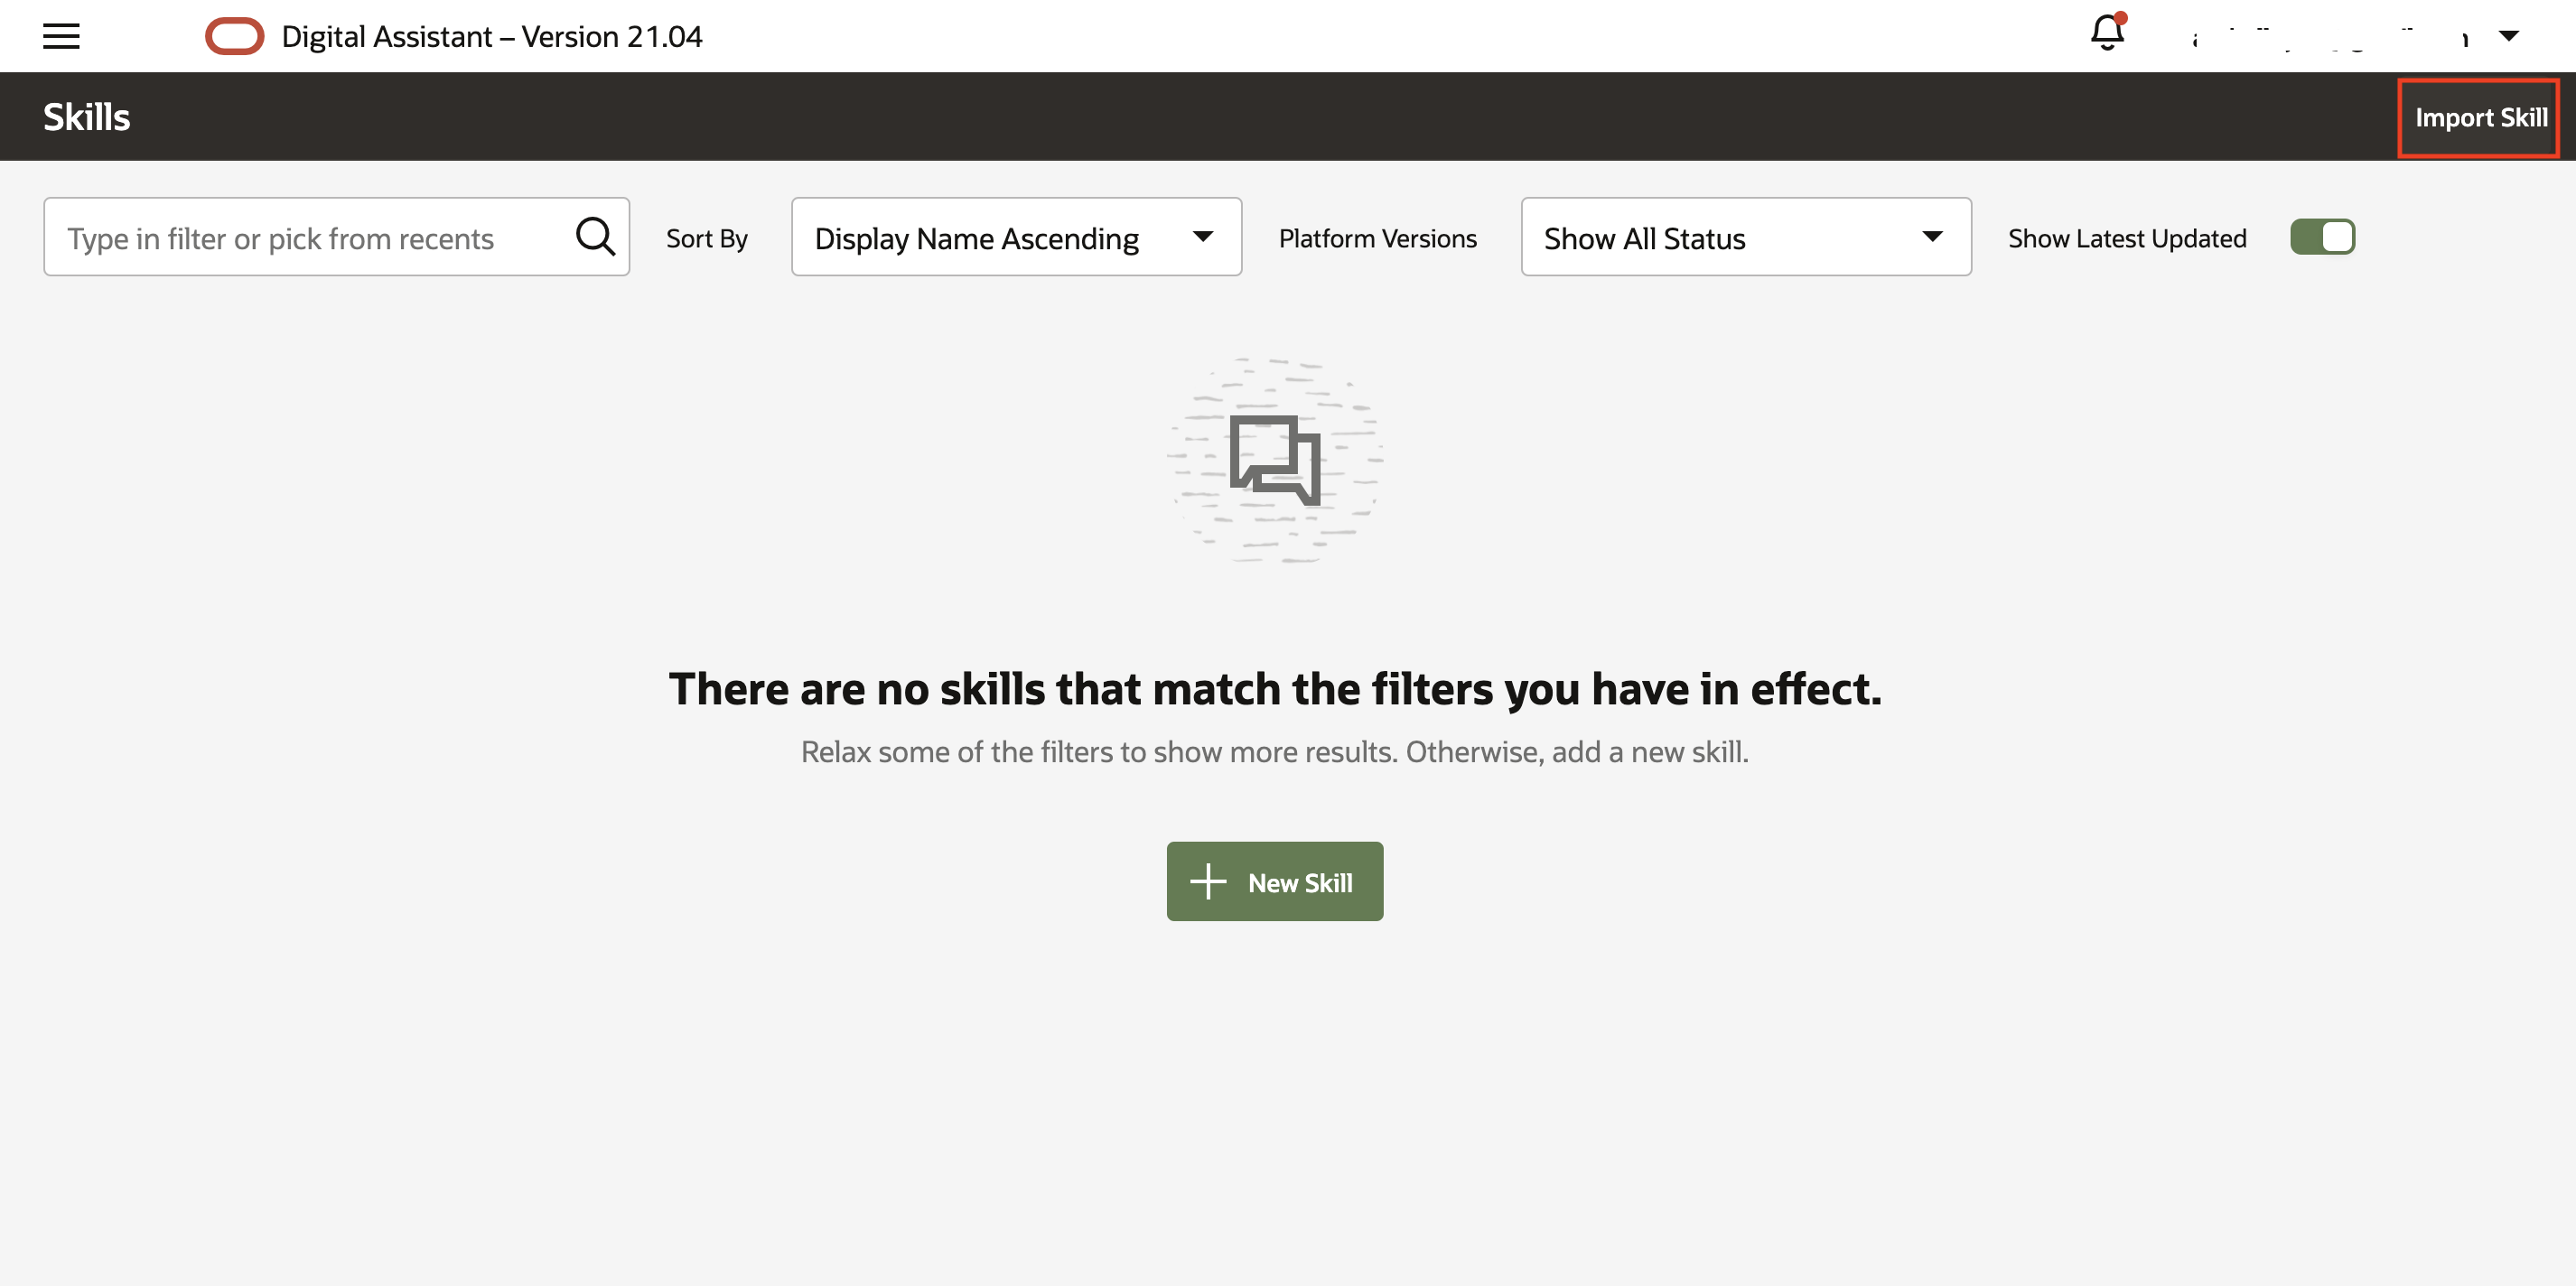 Digital Assistant – Version 21.04
Skills
Import Skill
Type in filter or pick from recents
Sort By
Display Name Ascending
Platform Versions
Show All Status
Show Latest Updated
There are no skills that match the filters you have in effect.
Relax some of the filters to show more results. Otherwise, add a new skill.
New Skill